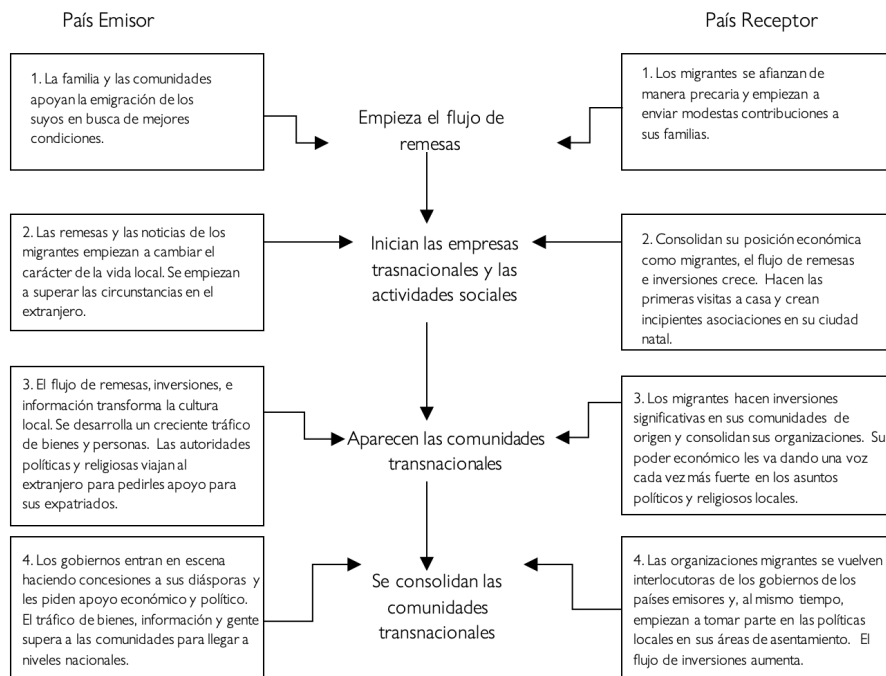 País Emisor
País Receptor
1. La familia y las comunidades
apoyan la emigración de los
suyos en busca de mejores
condiciones.
Empieza el flujo de
remesas
1. Los migrantes se afianzan de
manera precaria y empiezan a
enviar modestas contribuciones a
sus familias.
2. Las remesas y las noticias de los
migrantes empiezan a cambiar el
carácter de la vida local. Se empiezan
a superar las circunstancias en el
extranjero.
Inician las empresas
trasnacionales y las
actividades sociales
2. Consolidan su posición económica
como migrantes, el flujo de remesas
e inversiones crece. Hacen las
primeras visitas a casa y crean
incipientes asociaciones en su ciudad
natal.
3. El flujo de remesas, inversiones, e
información transforma la cultura
local. Se desarrolla un creciente tráfico
de bienes y personas. Las autoridades
políticas y religiosas viajan al
extranjero para pedirles apoyo para
sus expatriados.
Aparecen las comunidades
transnacionales
3. Los migrantes hacen inversiones
significativas en sus comunidades de
origen y consolidan sus organizaciones. Su
poder económico les va dando una voz
cada vez más fuerte en los asuntos
políticos y religiosos locales.
4. Los gobiernos entran en escena
haciendo concesiones a sus diásporas y
les piden apoyo económico y político.
El tráfico de bienes, información y gente
supera a las comunidades para llegar a
niveles nacionales.
Se consolidan las
comunidades
transnacionales
4. Las organizaciones migrantes se vuelven
interlocutoras de los gobiernos de los
países emisores y, al mismo tiempo,
empiezan a tomar parte en las políticas
locales en sus áreas de asentamiento. El
flujo de inversiones aumenta.